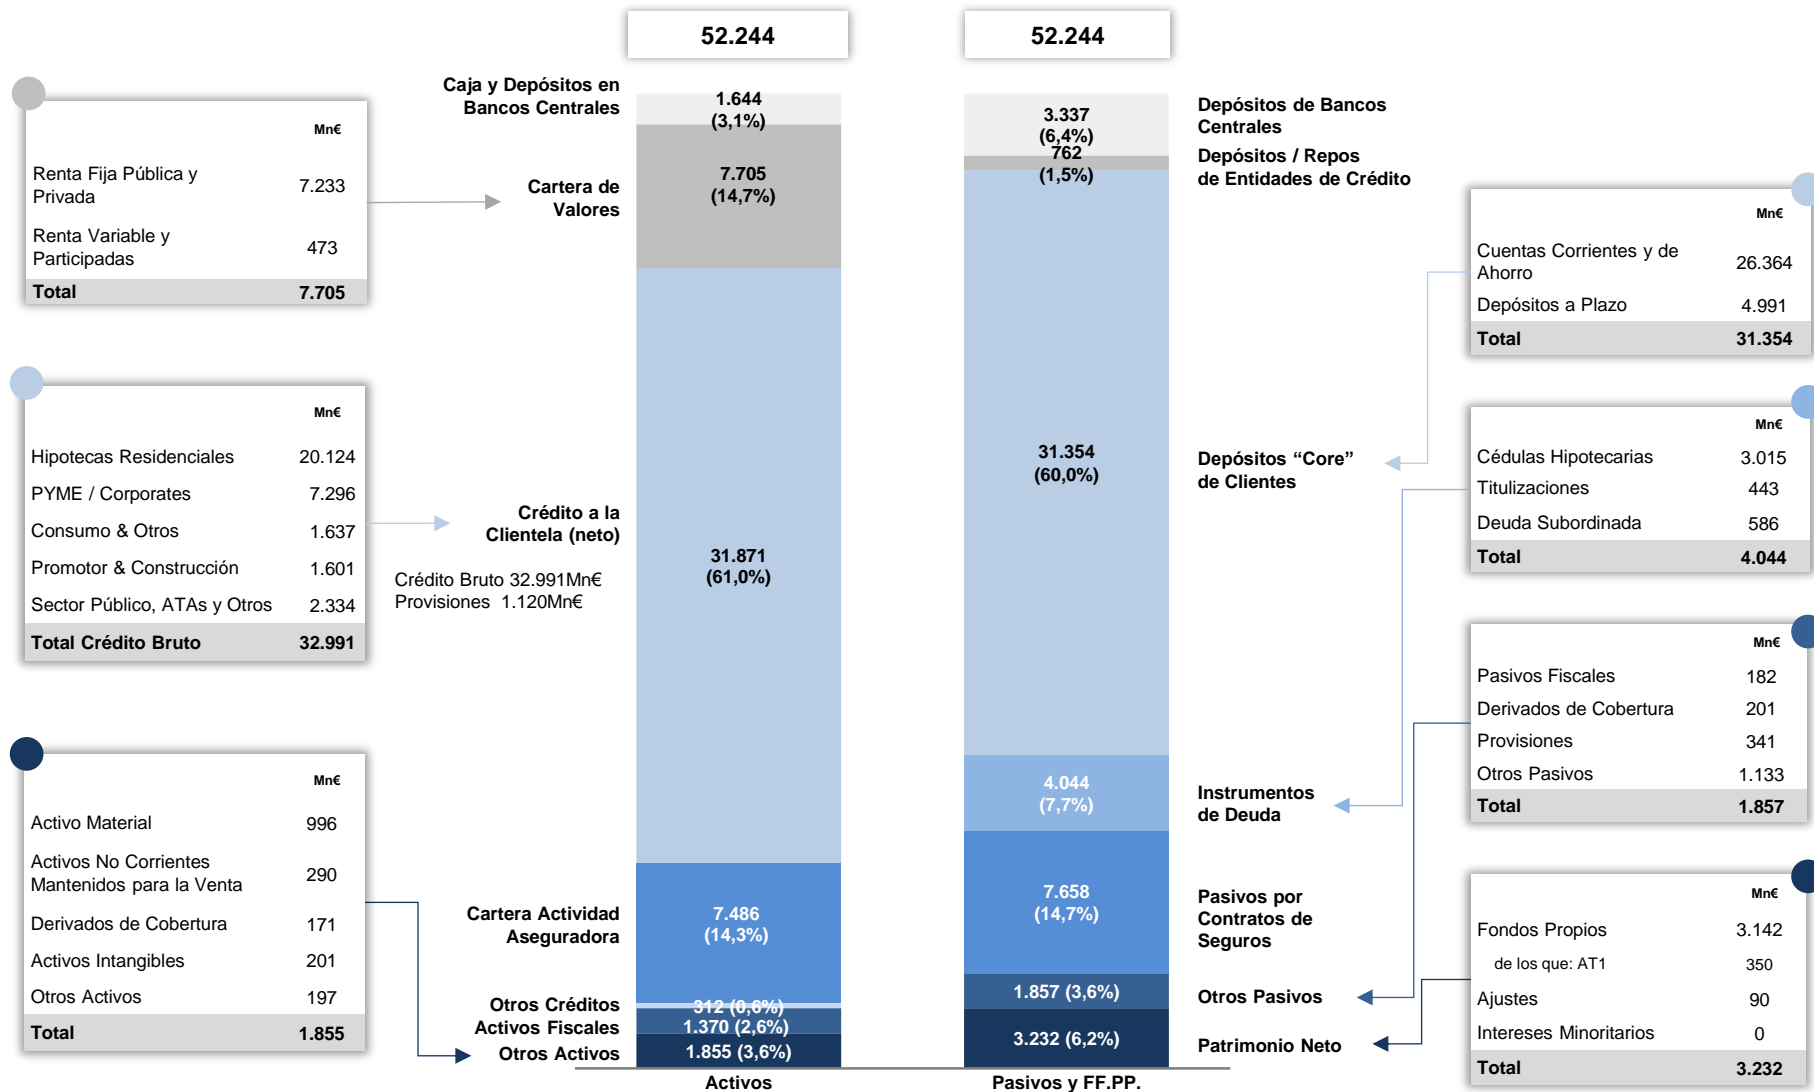 52.244
52.244
Mn€
Renta Fija Pública y
Privada
7.233
Renta Variable y
Participadas
473
Total 7.705
Mn€
Hipotecas Residenciales 20.124
PYME / Corporates 7.296
Consumo & Otros 1.637
Promotor & Construcción 1.601
Sector Público, ATAs y Otros 2.334
Total Crédito Bruto 32.991
Mn€
Activo Material 996
Activos No Corrientes
Mantenidos para la Venta
290
Derivados de Cobertura 171
Activos Intangibles 201
Otros Activos 197
Total 1.855
Caja y Depósitos en
Bancos Centrales
Cartera de
Valores
Crédito a la
Clientela (neto)
Crédito Bruto 32.991Mn€
Provisiones 1.120Mn€
Cartera Actividad
Aseguradora
Otros Créditos
Activos Fiscales
Otros Activos
1.644
(3,1%)
7.705
(14,7%)
31.871
(61,0%)
7.486
(14,3%)
312 (0,6%)
1.370 (2,6%)
1.855 (3,6%)
Activos
3.337
(6,4%)
762
(1,5%)
31.354
(60,0%)
4.044
(7,7%)
7.658
(14,7%)
1.857 (3,6%)
3.232 (6,2%)
Pasivos y FF.PP.
Depósitos de Bancos
Centrales
Depósitos / Repos
de Entidades de Crédito
Depósitos “Core”
de Clientes
Instrumentos
de Deuda
Pasivos por
Contratos de
Seguros
Otros Pasivos
Patrimonio Neto
Mn€
Cuentas Corrientes y de
Ahorro
26.364
Depósitos a Plazo 4.991
Total 31.354
Mn€
Cédulas Hipotecarias 3.015
Titulizaciones 443
Deuda Subordinada 586
Total 4.044
Mn€
Pasivos Fiscales 182
Derivados de Cobertura 201
Provisiones 341
Otros Pasivos 1.133
Total 1.857
Mn€
Fondos Propios 3.142
de los que: AT1 350
Ajustes 90
Intereses Minoritarios 0
Total 3.232